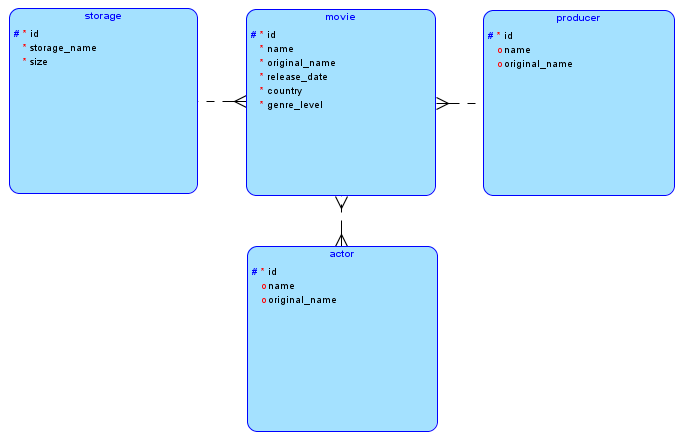 storage
# * id
* storage_name
* size
movie
# * id
* name
* original_name
* release_date
* country
* genre_level
producer
# * id
o name
o original_name
actor
# * id
o name
o original_name